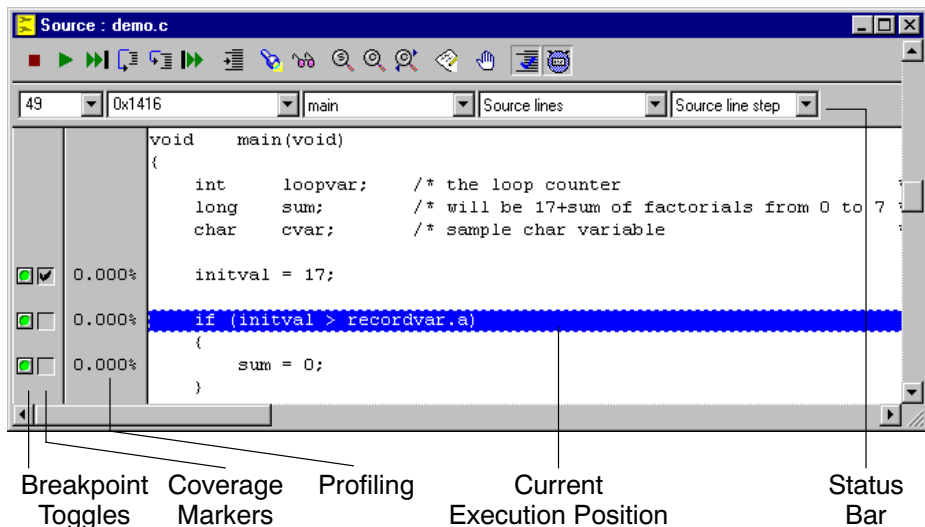 Source : demo.c
49 0x1416 main Source lines Source line step
void main(void)
{
int loopvar; /* the loop counter
long sum; /* will be 17+sum of factorials from 0 to 7
char cvar; /* sample char variable
0.000% initval = 17;
0.000% if (initval > recordvar.a)
{
0.000% sum = 0;
}
Breakpoint Toggles
Coverage Markers
Profiling
Current Execution Position
Status Bar